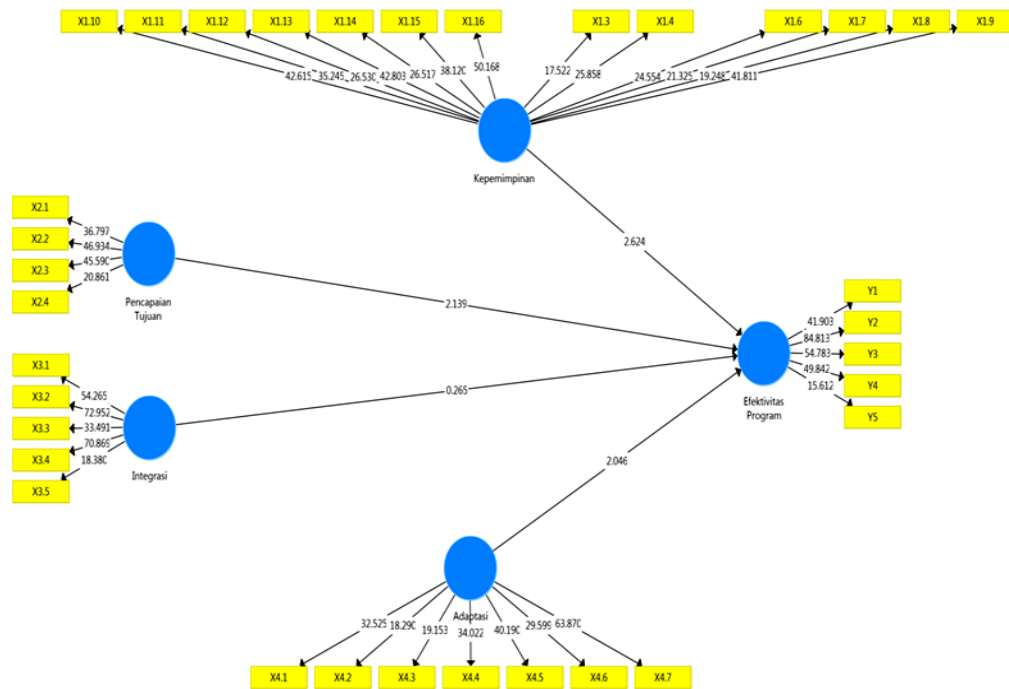 X1.10 X1.11 X1.12 X1.13 X1.14 X1.15 X1.16 X1.3 X1.4 X1.6 X1.7 X1.8 X1.9
42.615 35.245 26.530 42.803 26.517 38.120 50.168 17.522 25.858 24.554 21.325 19.248 41.811
Kepemimpinan
2.624
X2.1
X2.2
X2.3
X2.4
36.797
46.934
45.590
20.861
Pencapaian
Tujuan
2.139
X3.1
X3.2
X3.3
X3.4
X3.5
54.265
72.952
33.491
70.869
18.380
Integrasi
0.265
Y1
Y2
Y3
Y4
Y5
41.903
84.813
54.783
49.842
15.612
Efektivitas
Program
2.046
Adaptasi
32.525 18.290 19.153 34.022 40.190 29.599 63.870
X4.1 X4.2 X4.3 X4.4 X4.5 X4.6 X4.7